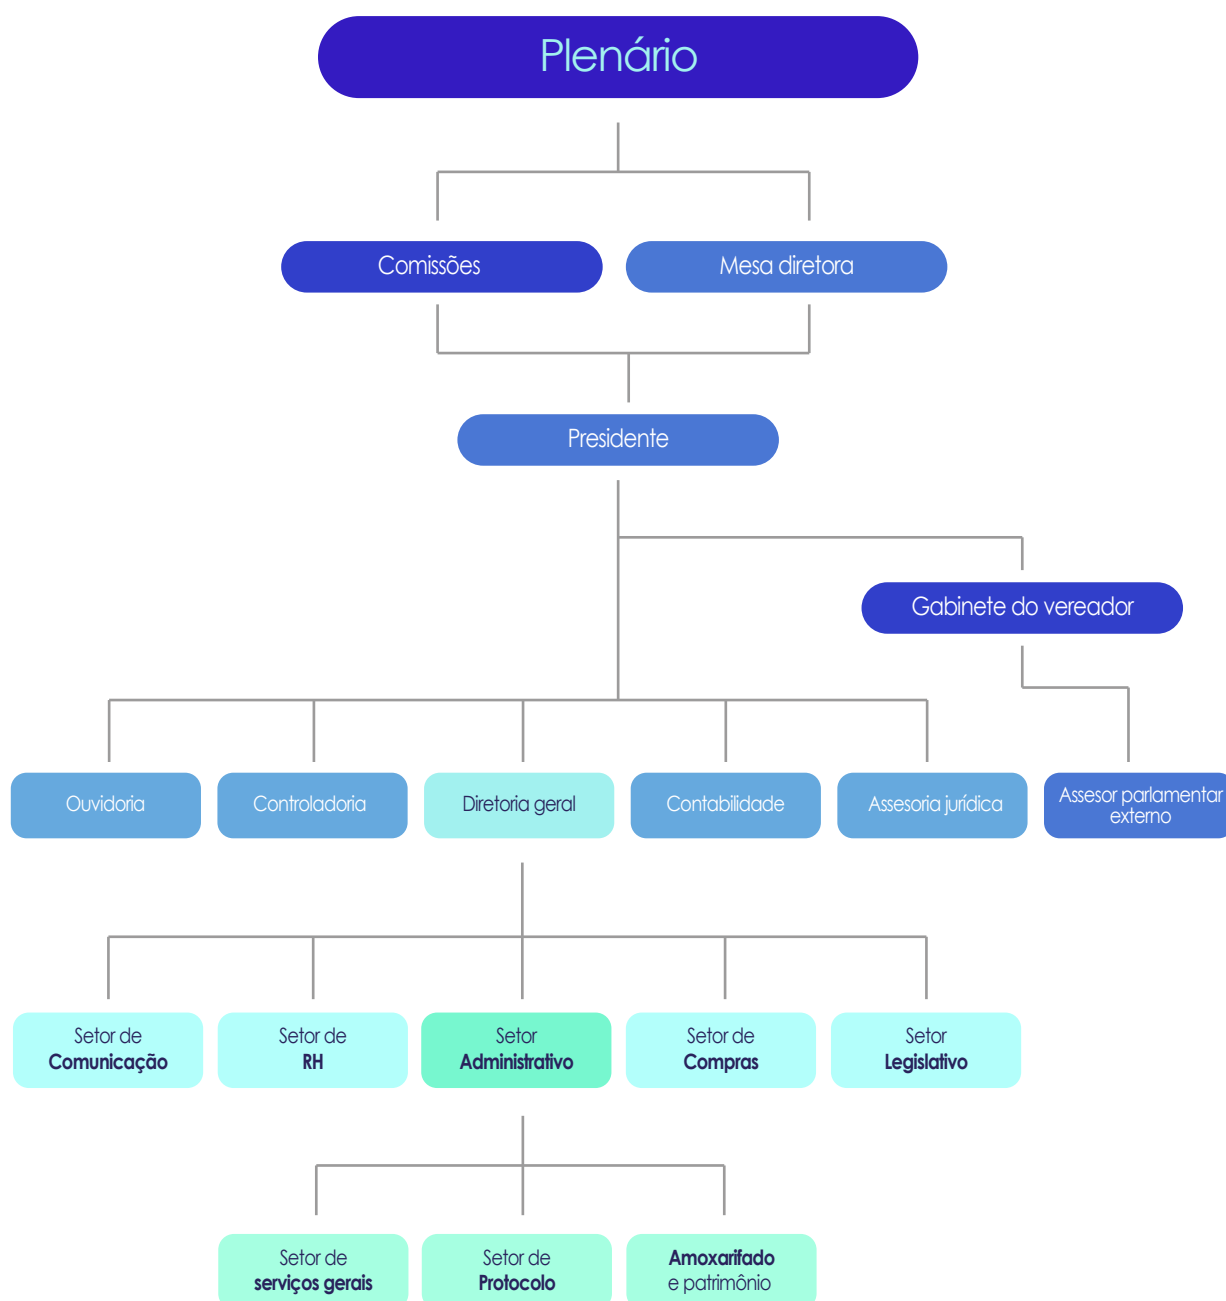 Plenário
Comissões
Mesa diretora
Presidente
Gabinete do vereador
Ouvidoria
Controladoria
Diretoria geral
Contabilidade
Assesoria jurídica
Assesor parlamentar
externo
Setor de
Comunicação
Setor de
RH
Setor
Administrativo
Setor de
Compras
Setor
Legislativo
Setor de
serviços gerais
Setor de
Protocolo
Amoxarifado
e patrimônio